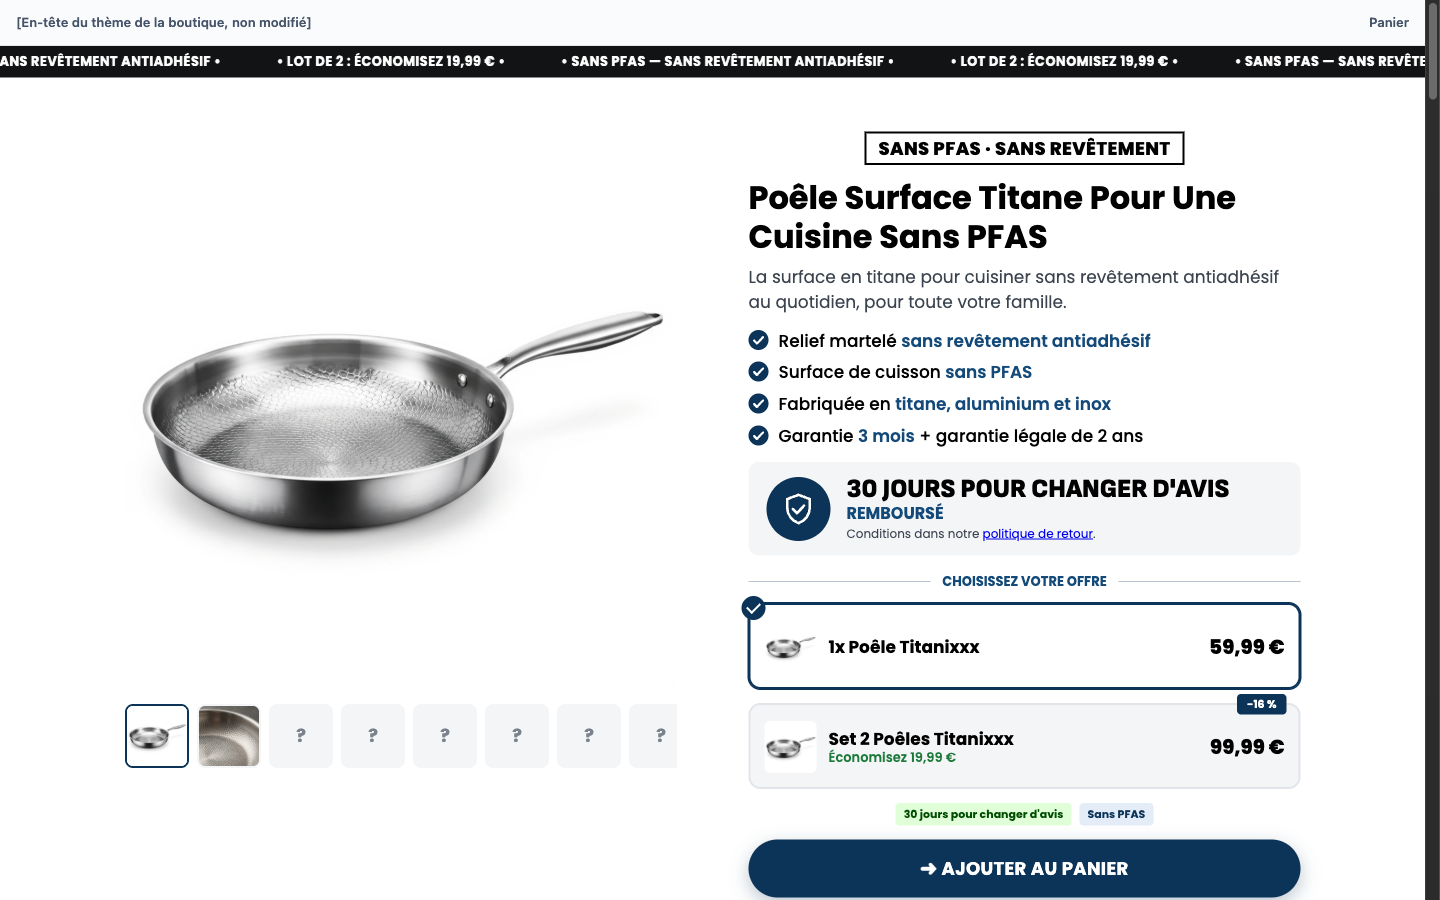 [En-tête du thème de la boutique, non modifié]
Panier
ANS REVÊTEMENT ANTIADHÉSIF • • LOT DE 2 : ÉCONOMISEZ 19,99 € • • SANS PFAS — SANS REVÊTEMENT ANTIADHÉSIF • • LOT DE 2 : ÉCONOMISEZ 19,99 € • • SANS PFAS — SANS REVÊTE
SANS PFAS · SANS REVÊTEMENT
Poêle Surface Titane Pour Une
Cuisine Sans PFAS
La surface en titane pour cuisiner sans revêtement antiadhésif
au quotidien, pour toute votre famille.
Relief martelé sans revêtement antiadhésif
Surface de cuisson sans PFAS
Fabriquée en titane, aluminium et inox
Garantie 3 mois + garantie légale de 2 ans
30 JOURS POUR CHANGER D'AVIS
REMBOURSÉ
Conditions dans notre politique de retour.
CHOISISSEZ VOTRE OFFRE
1x Poêle Titanixxx
59,99 €
−16 %
Set 2 Poêles Titanixxx
Économisez 19,99 €
99,99 €
? ? ? ? ? ?
30 jours pour changer d'avis
Sans PFAS
➜ AJOUTER AU PANIER